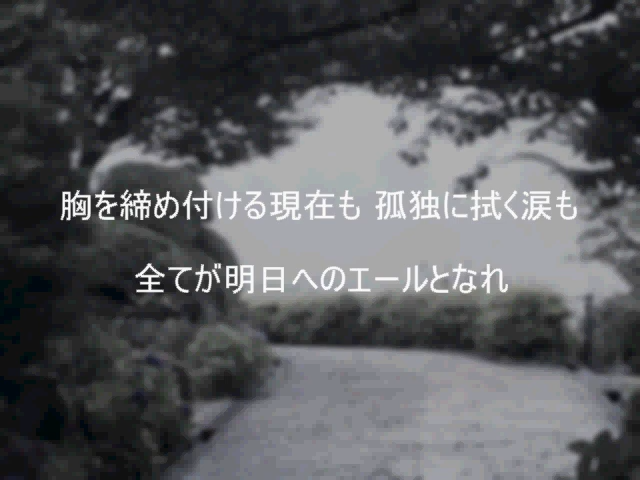 胸を締め付ける現在も 孤独に拭く涙も
全てが明日へのエールとなれ